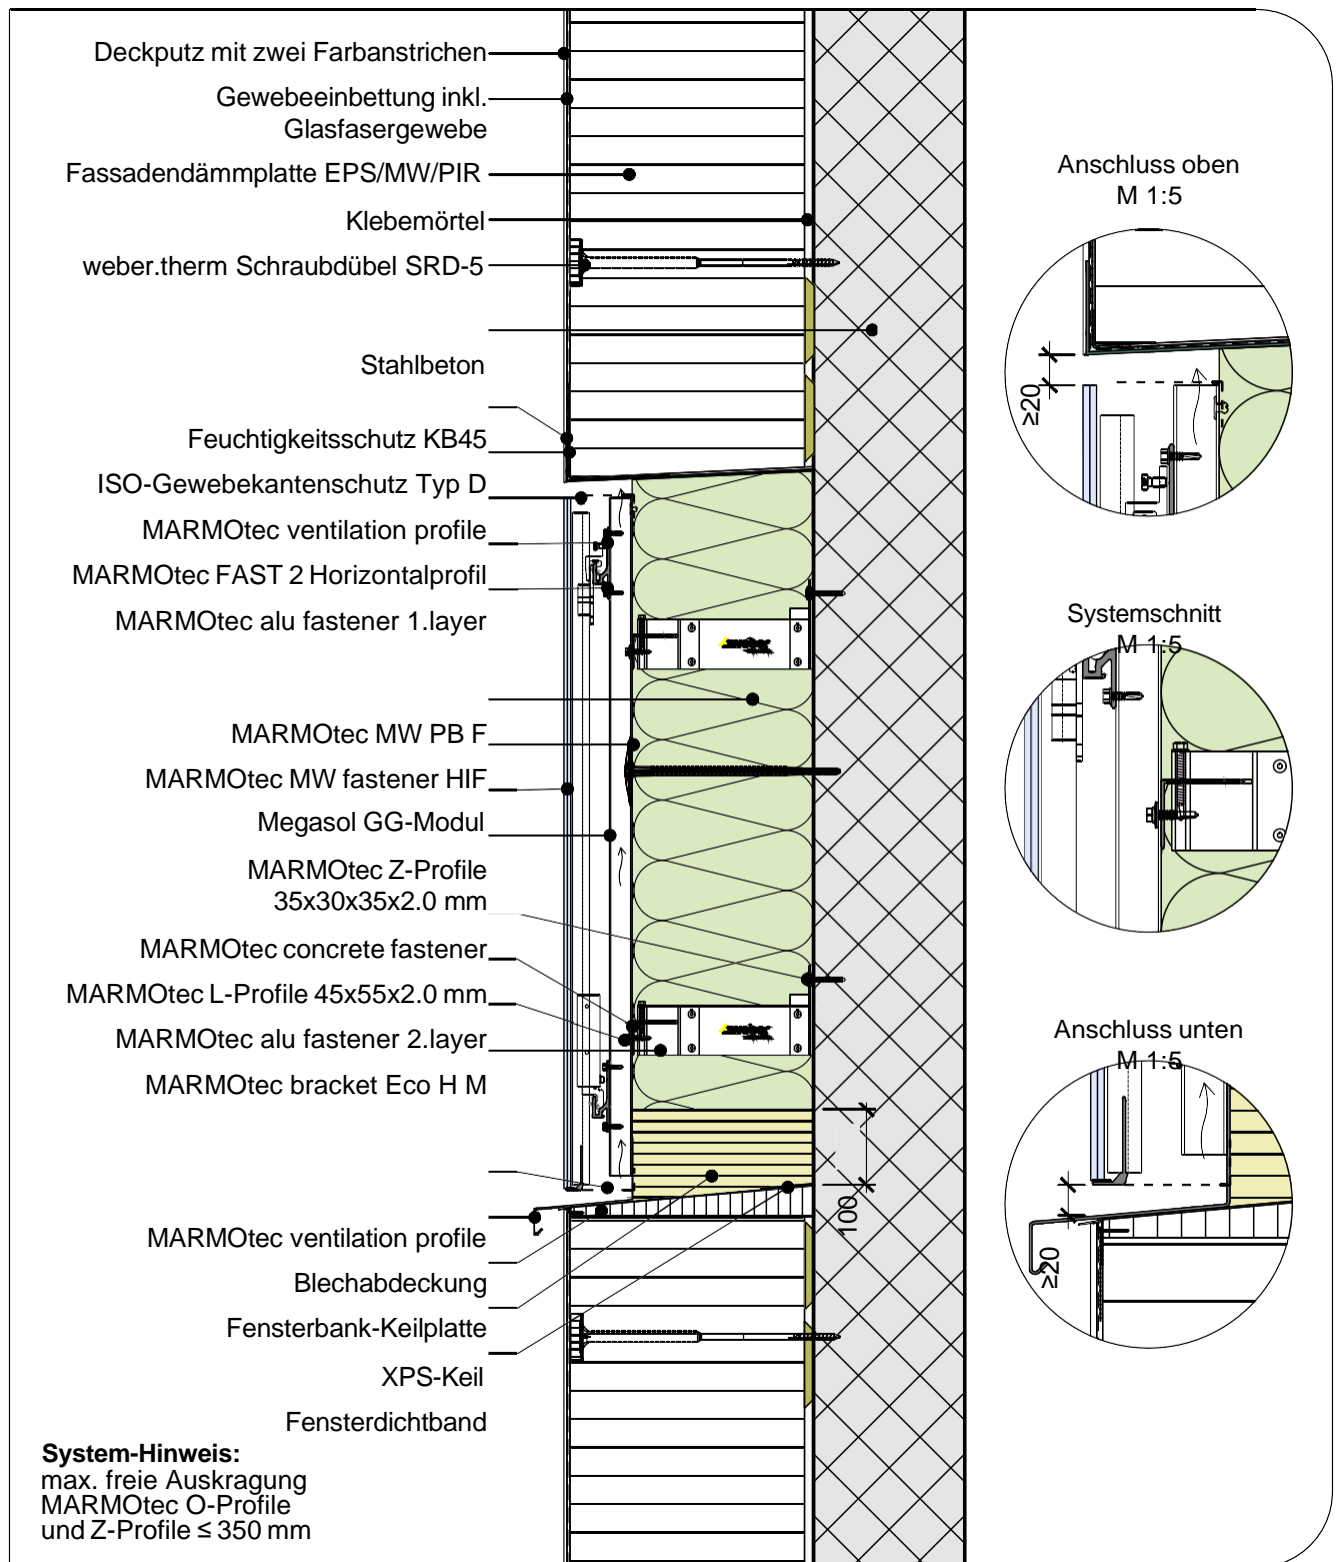 Deckputz mit zwei Farbanstrichen
Gewebeeinbettung inkl.
Glasfasergewebe
Fassadendämmplatte EPS/MW/PIR
Klebemörtel
weber.therm Schraubdübel SRD-5
Stahlbeton
Feuchtigkeitsschutz KB45
ISO-Gewebekantenschutz Typ D
MARMOtec ventilation profile
MARMOtec FAST 2 Horizontalprofil
MARMOtec alu fastener 1.layer
MARMOtec MW PB F
MARMOtec MW fastener HIF
Megasol GG-Modul
MARMOtec Z-Profile
35x30x35x2.0 mm
MARMOtec concrete fastener
MARMOtec L-Profile 45x55x2.0 mm
MARMOtec alu fastener 2.layer
MARMOtec bracket Eco H M
MARMOtec ventilation profile
Blechabdeckung
Fensterbank-Keilplatte
XPS-Keil
Fensterdichtband
System-Hinweis:
max. freie Auskragung
MARMOtec O-Profile
und Z-Profile ≤ 350 mm
weber
weber
100
Anschluss oben
M 1:5
≥20
Systemschnitt
M 1:5
Anschluss unten
M 1:5
≥20